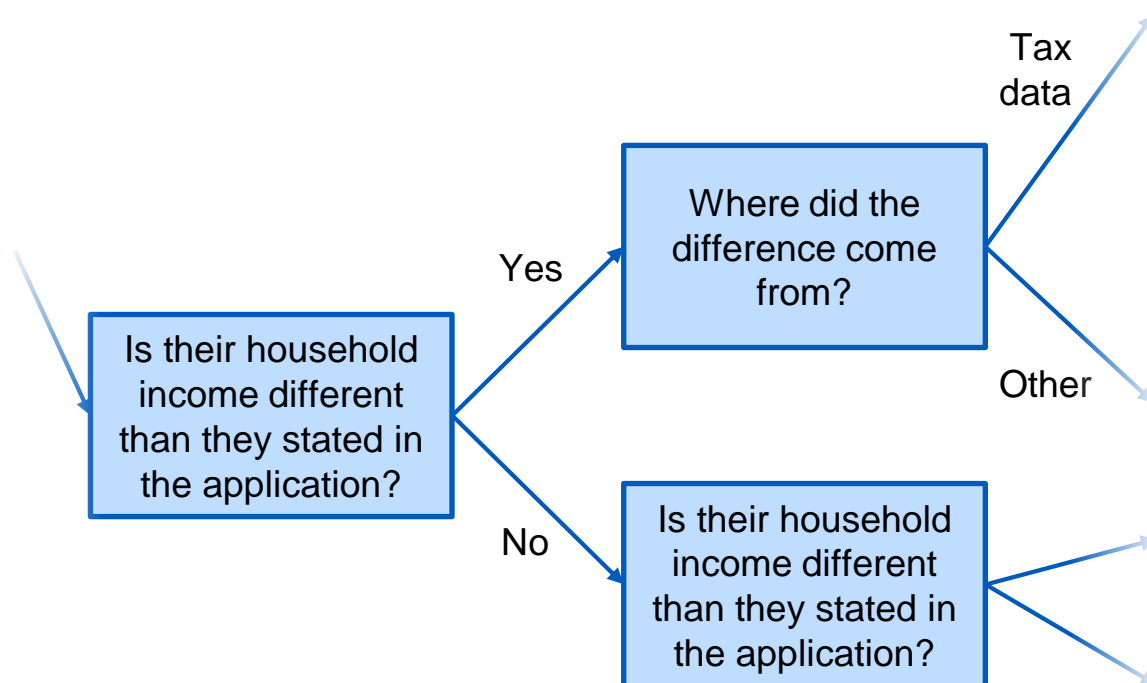 Is their household
income different
than they stated in
the application?
Yes
No
Where did the
difference come
from?
Tax
data
Other
Is their household
income different
than they stated in
the application?